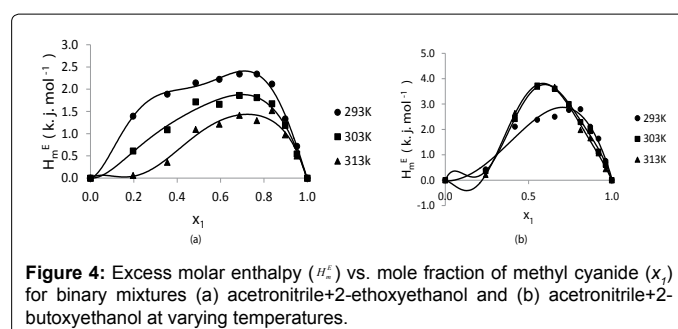 3.0
2.5
2.0
1.5
1.0
0.5
0.0
H_m^E ( k. j. mol^-1 )
0.0 0.2 0.4 0.6 0.8 1.0
x_1
293K
303K
313k
(a)
5.0
4.0
3.0
2.0
1.0
0.0
-1.0
H_m^E ( k. j. mol^-1 )
0.0 0.5 1.0
x_1
293K
303K
313K
(b)
Figure 4: Excess molar enthalpy (H_m^E) vs. mole fraction of methyl cyanide (x_1)
for binary mixtures (a) acetronitrile+2-ethoxyethanol and (b) acetronitrile+2-
butoxyethanol at varying temperatures.